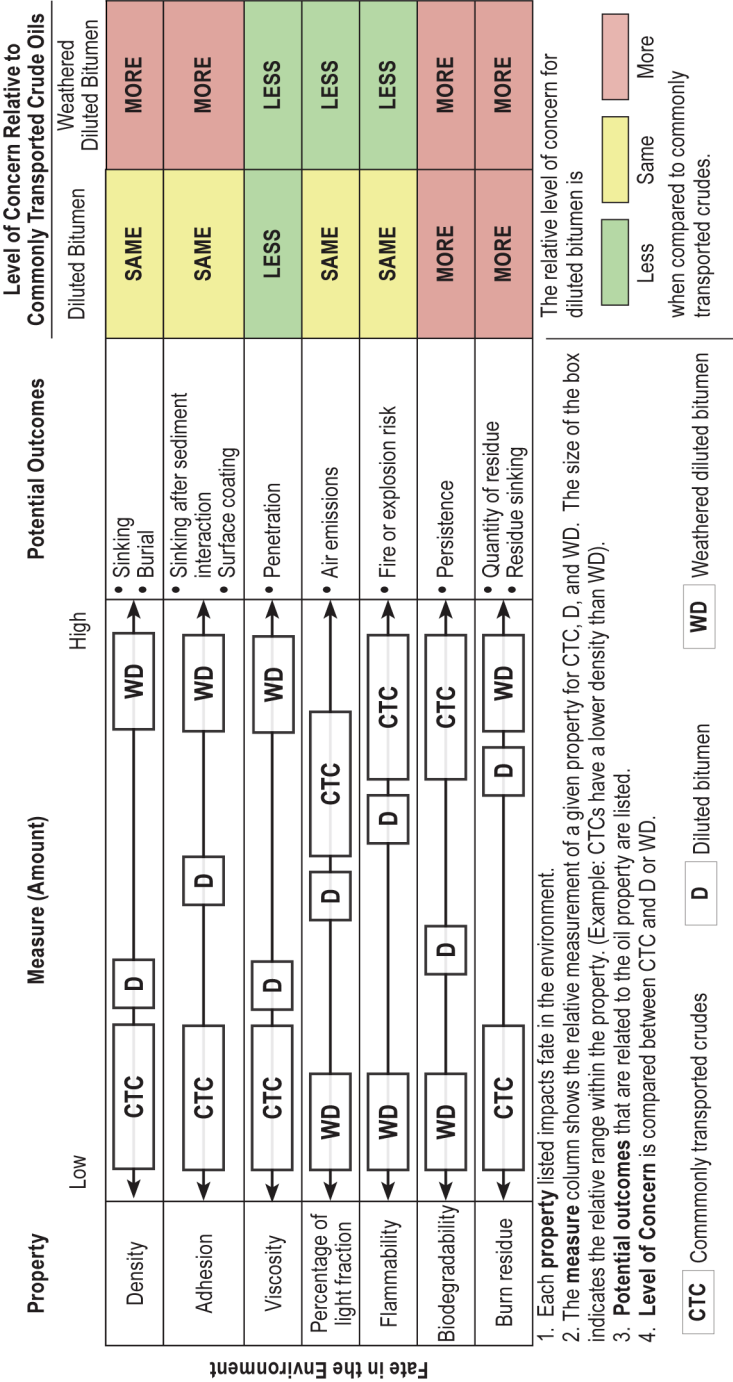 Level of Concern Relative to
Commonly Transported Crude Oils
Property
Measure (Amount)
Potential Outcomes
Diluted Bitumen
Weathered
Diluted Bitumen
Low
High
Fate in the Environment
Density
CTC
D
WD
• Sinking
• Burial
SAME
MORE
Adhesion
CTC
D
WD
• Sinking after sediment
interaction
• Surface coating
SAME
MORE
Viscosity
CTC
D
WD
• Penetration
LESS
LESS
Percentage of
light fraction
WD
D
CTC
• Air emissions
SAME
LESS
Flammability
WD
D
CTC
• Fire or explosion risk
SAME
LESS
Biodegradability
WD
D
CTC
• Persistence
MORE
MORE
Burn residue
CTC
D
WD
• Quantity of residue
• Residue sinking
MORE
MORE
1. Each property listed impacts fate in the environment.
2. The measure column shows the relative measurement of a given property for CTC, D, and WD. The size of the box
indicates the relative range within the property. (Example: CTCs have a lower density than WD).
3. Potential outcomes that are related to the oil property are listed.
4. Level of Concern is compared between CTC and D or WD.
CTC Commmonly transported crudes
D Diluted bitumen
WD Weathered diluted bitumen
The relative level of concern for
diluted bitumen is
Less
Same
More
when compared to commonly
transported crudes.